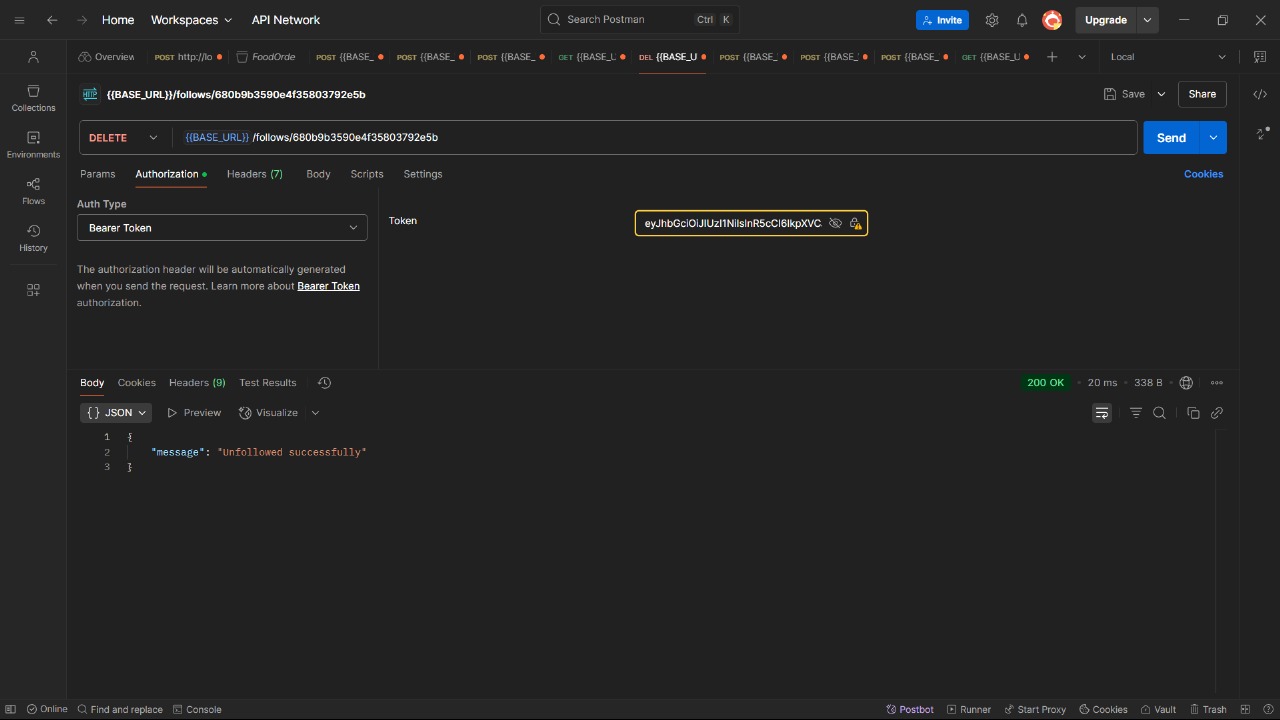 Home Workspaces API Network Search Postman Ctrl K Invite Upgrade
Overview POST http://lo FoodOrde POST {{BASE_ POST {{BASE_ POST {{BASE_ GET {{BASE_U DEL {{BASE_U POST {{BASE_ POST {{BASE_ POST {{BASE_ GET {{BASE_U Local
Collections
Environments
Flows
History
HTTP {{BASE_URL}}/follows/680b9b3590e4f35803792e5b Save Share
DELETE {{BASE_URL}} /follows/680b9b3590e4f35803792e5b Send
Params Authorization Headers (7) Body Scripts Settings Cookies
Auth Type
Bearer Token
Token eyJhbGciOiJIUzI1NiIsInR5cCI6IkpXVC.
The authorization header will be automatically generated
when you send the request. Learn more about Bearer Token
authorization.
Body Cookies Headers (9) Test Results 200 OK 20 ms 338 B
{} JSON Preview Visualize
1 {
2 "message": "Unfollowed successfully"
3 }
Online Find and replace Console Postbot Runner Start Proxy Cookies Vault Trash